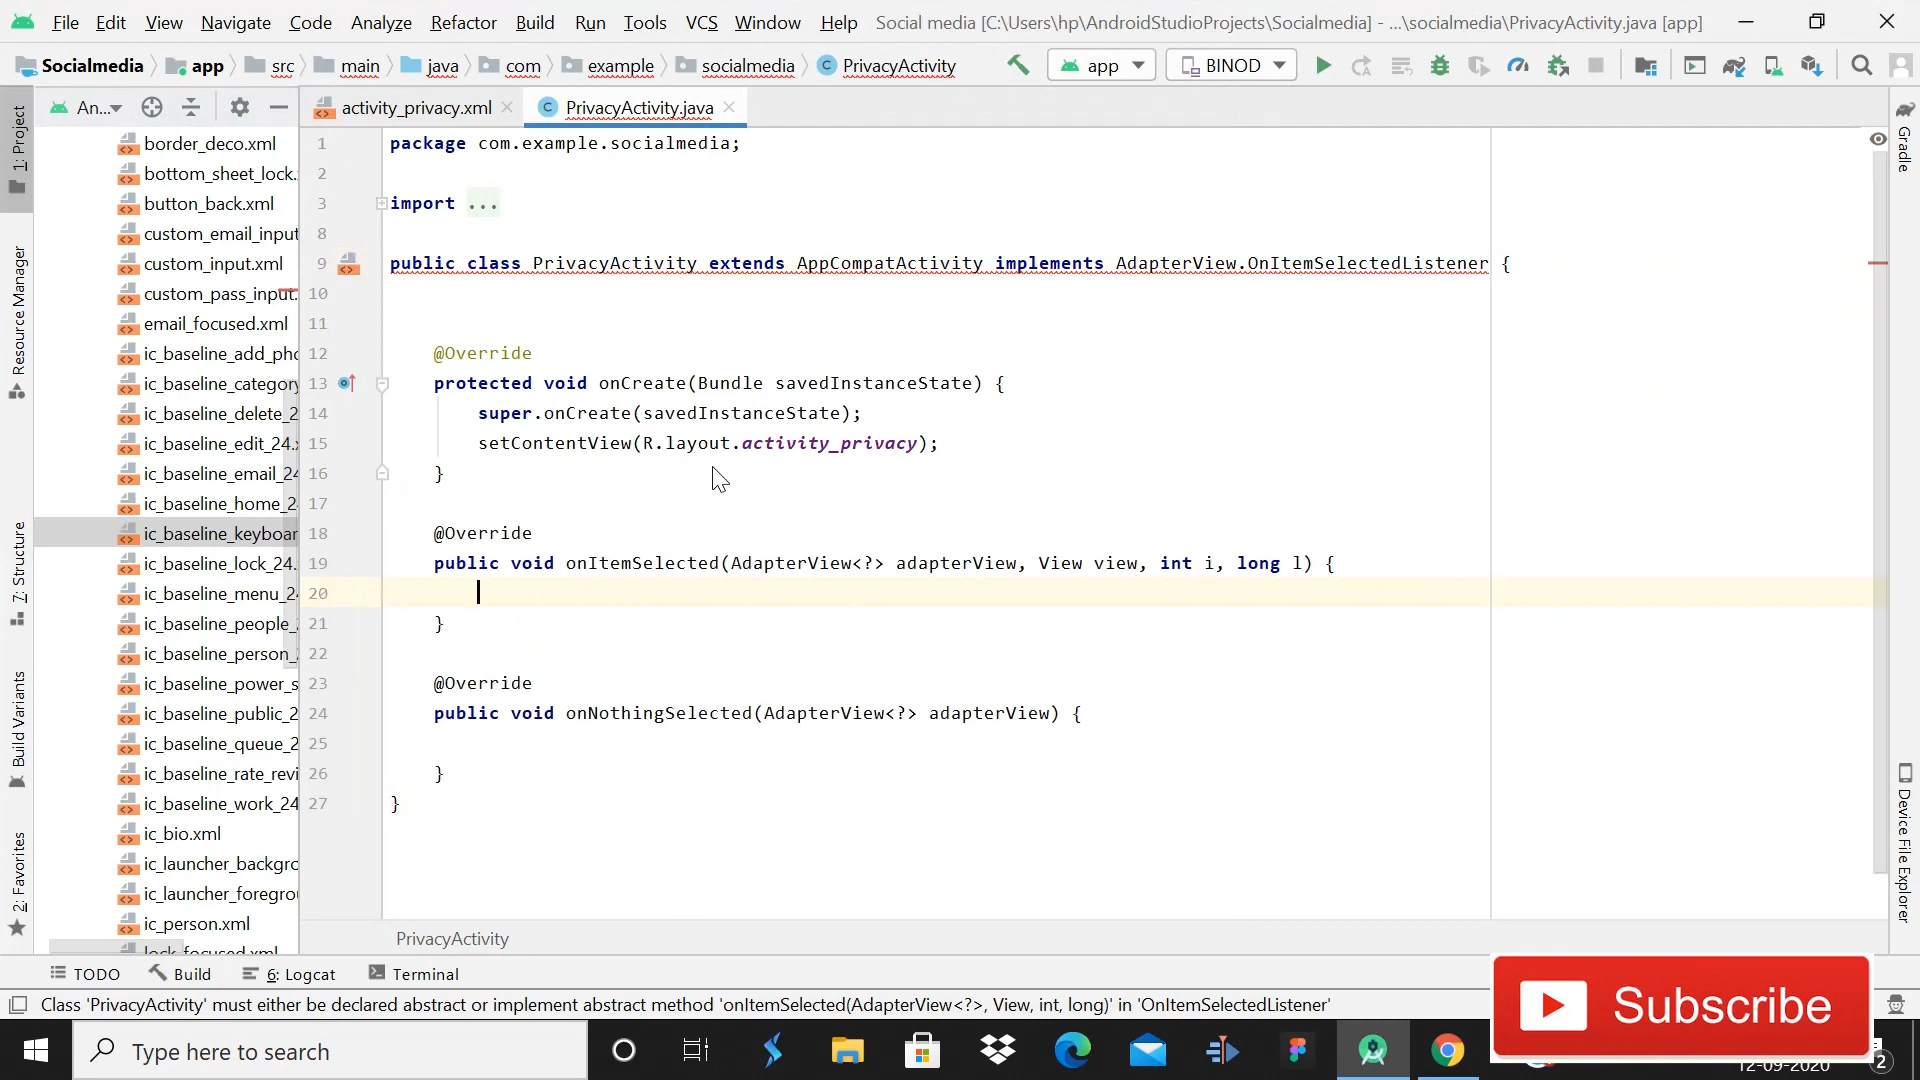 File Edit View Navigate Code Analyze Refactor Build Run Tools VCS Window Help Social media [C:\Users\hp\AndroidStudioProjects\Socialmedia] - ...\socialmedia\PrivacyActivity.java [app]
Socialmedia app src main java com example socialmedia PrivacyActivity app BINOD
An... activity_privacy.xml PrivacyActivity.java
1: Project
Resource Manager
7: Structure
Build Variants
2: Favorites
border_deco.xml
bottom_sheet_lock.
button_back.xml
custom_email_input
custom_input.xml
custom_pass_input.
email_focused.xml
ic_baseline_add_pho
ic_baseline_category
ic_baseline_delete_2
ic_baseline_edit_24.x
ic_baseline_email_24
ic_baseline_home_2
ic_baseline_keyboar
ic_baseline_lock_24.
ic_baseline_menu_2
ic_baseline_people_
ic_baseline_person_
ic_baseline_power_s
ic_baseline_public_2
ic_baseline_queue_2
ic_baseline_rate_revi
ic_baseline_work_24
ic_bio.xml
ic_launcher_backgro
ic_launcher_foregrou
ic_person.xml
lock_focused.xml
1 package com.example.socialmedia;
2
3 import ...
8
9 public class PrivacyActivity extends AppCompatActivity implements AdapterView.OnItemSelectedListener {
10
11
12 @Override
13 protected void onCreate(Bundle savedInstanceState) {
14 super.onCreate(savedInstanceState);
15 setContentView(R.layout.activity_privacy);
16 }
17
18 @Override
19 public void onItemSelected(AdapterView<?> adapterView, View view, int i, long l) {
20
21 }
22
23 @Override
24 public void onNothingSelected(AdapterView<?> adapterView) {
25
26 }
27 }
PrivacyActivity
Gradle
Device File Explorer
TODO Build 6: Logcat Terminal
Class 'PrivacyActivity' must either be declared abstract or implement abstract method 'onItemSelected(AdapterView<?>, View, int, long)' in 'OnItemSelectedListener'
Subscribe
Type here to search
12-09-2020
2